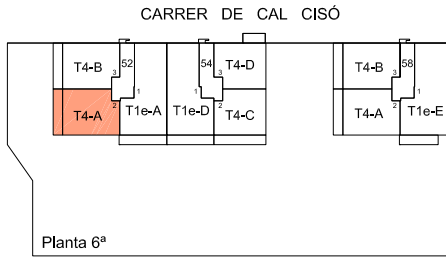 CARRER DE CAL CISÓ
T4-B 3 52 1 2 T4-A T1e-A
T1e-D 54 3 1 2 T4-D T4-C
T4-B 3 58 1 2 T4-A T1e-E
Planta 6ª